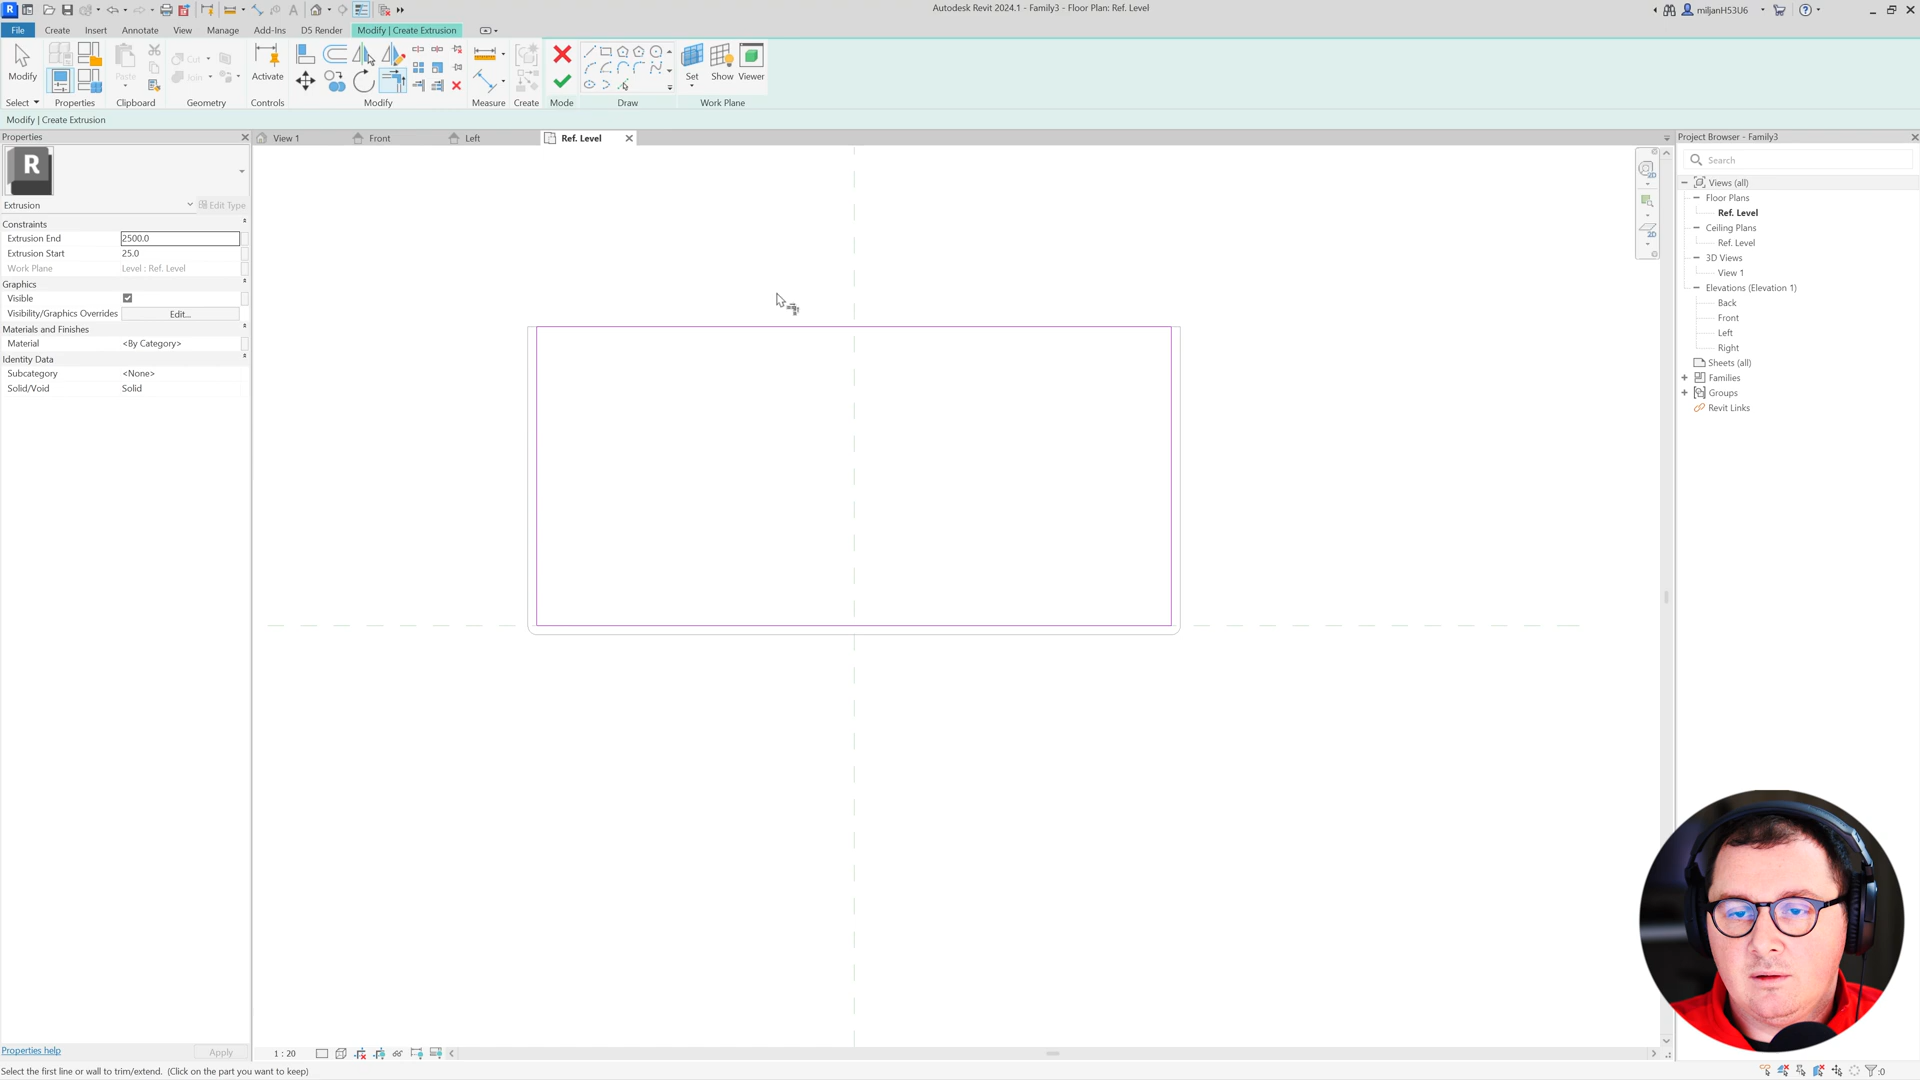 Autodesk Revit 2024.1 - Family3 - Floor Plan: Ref. Level
miljanH53U6
File
Create
Insert
Annotate
View
Manage
Add-Ins
D5 Render
Modify | Create Extrusion
Modify
Paste
Cut
Join
Activate
Set
Show
Viewer
Select
Properties
Clipboard
Geometry
Controls
Modify
Measure
Create
Mode
Draw
Work Plane
Modify | Create Extrusion
Properties
View 1
Front
Left
Ref. Level
Project Browser - Family3
R
Extrusion
Edit Type
Constraints
Extrusion End
2500.0
Extrusion Start
25.0
Work Plane
Level : Ref. Level
Graphics
Visible
Visibility/Graphics Overrides
Edit...
Materials and Finishes
Material
<By Category>
Identity Data
Subcategory
<None>
Solid/Void
Solid
2D
2D
Search
Views (all)
Floor Plans
Ref. Level
Ceiling Plans
Ref. Level
3D Views
View 1
Elevations (Elevation 1)
Back
Front
Left
Right
Sheets (all)
Families
Groups
Revit Links
Properties help
Apply
1 : 20
Select the first line or wall to trim/extend. (Click on the part you want to keep)
:0